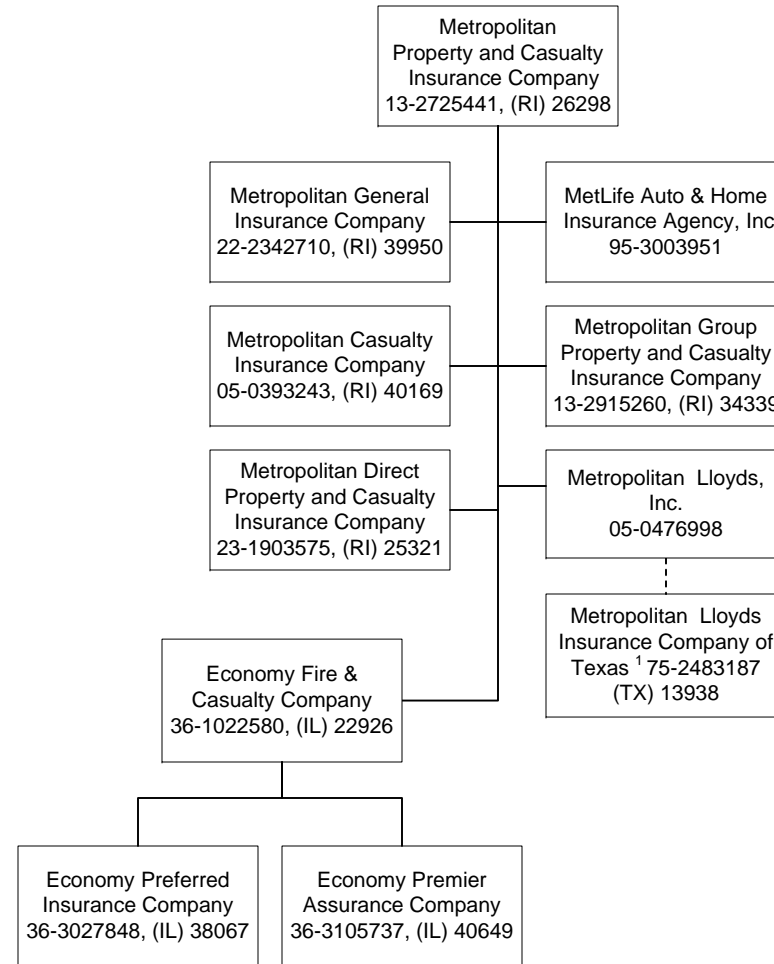 Metropolitan
Property and Casualty
Insurance Company
13-2725441, (RI) 26298
Metropolitan General
Insurance Company
22-2342710, (RI) 39950
MetLife Auto & Home
Insurance Agency, Inc
95-3003951
Metropolitan Casualty
Insurance Company
05-0393243, (RI) 40169
Metropolitan Group
Property and Casualty
Insurance Company
13-2915260, (RI) 34339
Metropolitan Direct
Property and Casualty
Insurance Company
23-1903575, (RI) 25321
Metropolitan Lloyds,
Inc.
05-0476998
Metropolitan Lloyds
Insurance Company of
Texas ¹ 75-2483187
(TX) 13938
Economy Fire &
Casualty Company
36-1022580, (IL) 22926
Economy Preferred
Insurance Company
36-3027848, (IL) 38067
Economy Premier
Assurance Company
36-3105737, (IL) 40649